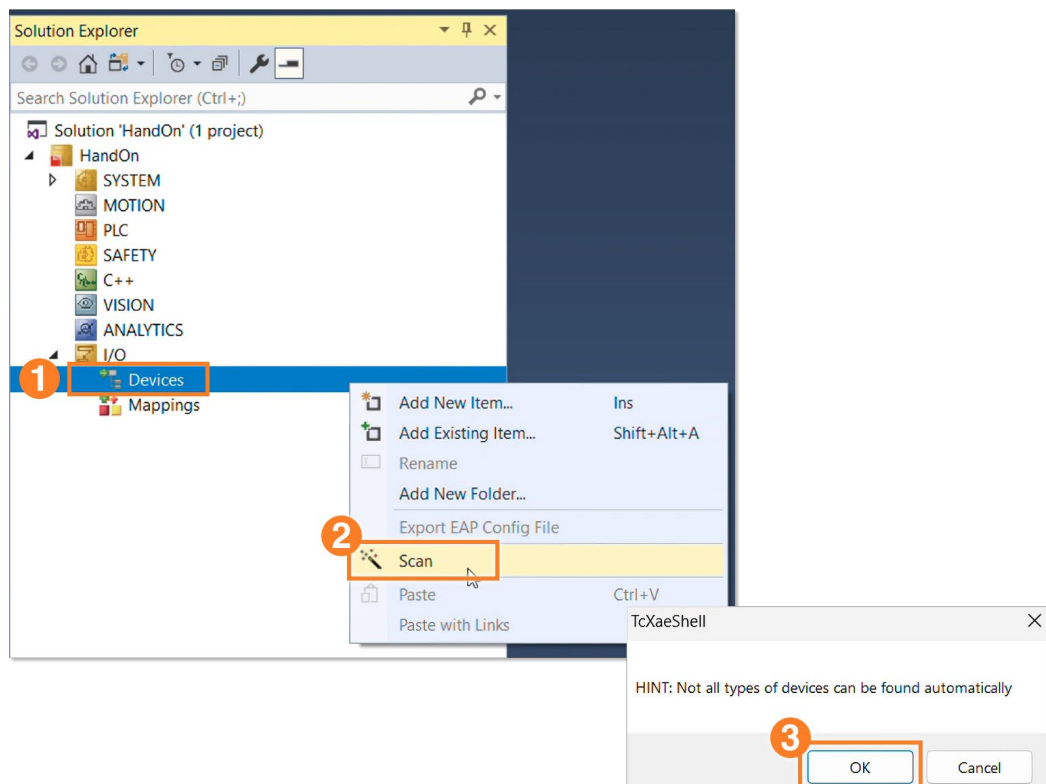 Solution Explorer
Search Solution Explorer (Ctrl+;)
Solution 'HandOn' (1 project)
HandOn
SYSTEM
MOTION
PLC
SAFETY
C++
VISION
ANALYTICS
I/O
1 Devices
Mappings
Add New Item... Ins
Add Existing Item... Shift+Alt+A
Rename
Add New Folder...
Export EAP Config File
2
Scan
Paste Ctrl+V
Paste with Links
TcXaeShell
HINT: Not all types of devices can be found automatically
3
OK Cancel